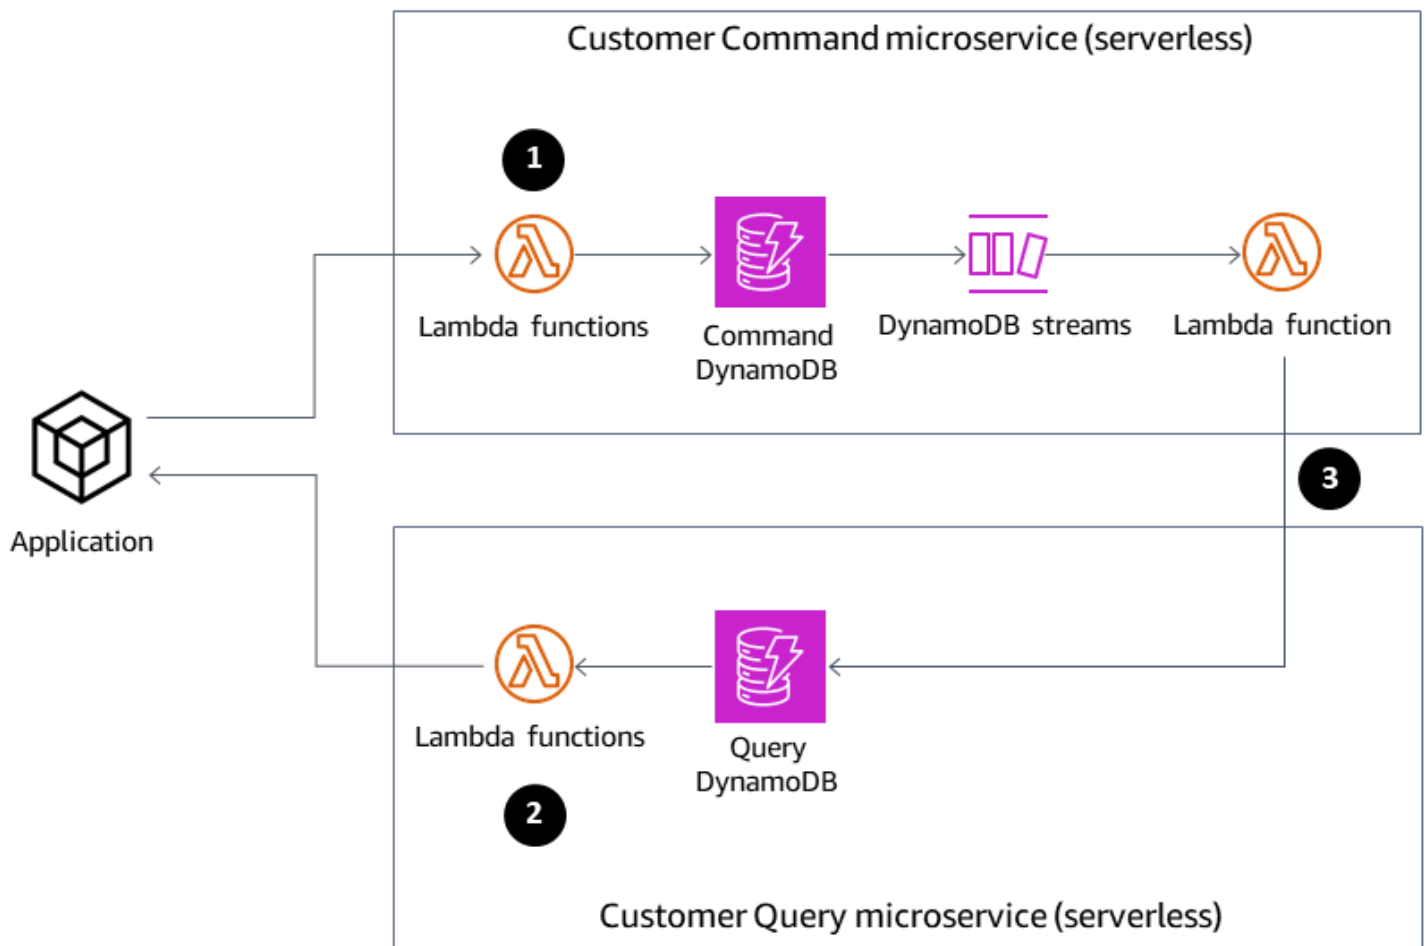 Customer Command microservice (serverless)
1
Lambda functions
Command
DynamoDB
DynamoDB streams
Lambda function
Application
3
Lambda functions
Query
DynamoDB
2
Customer Query microservice (serverless)